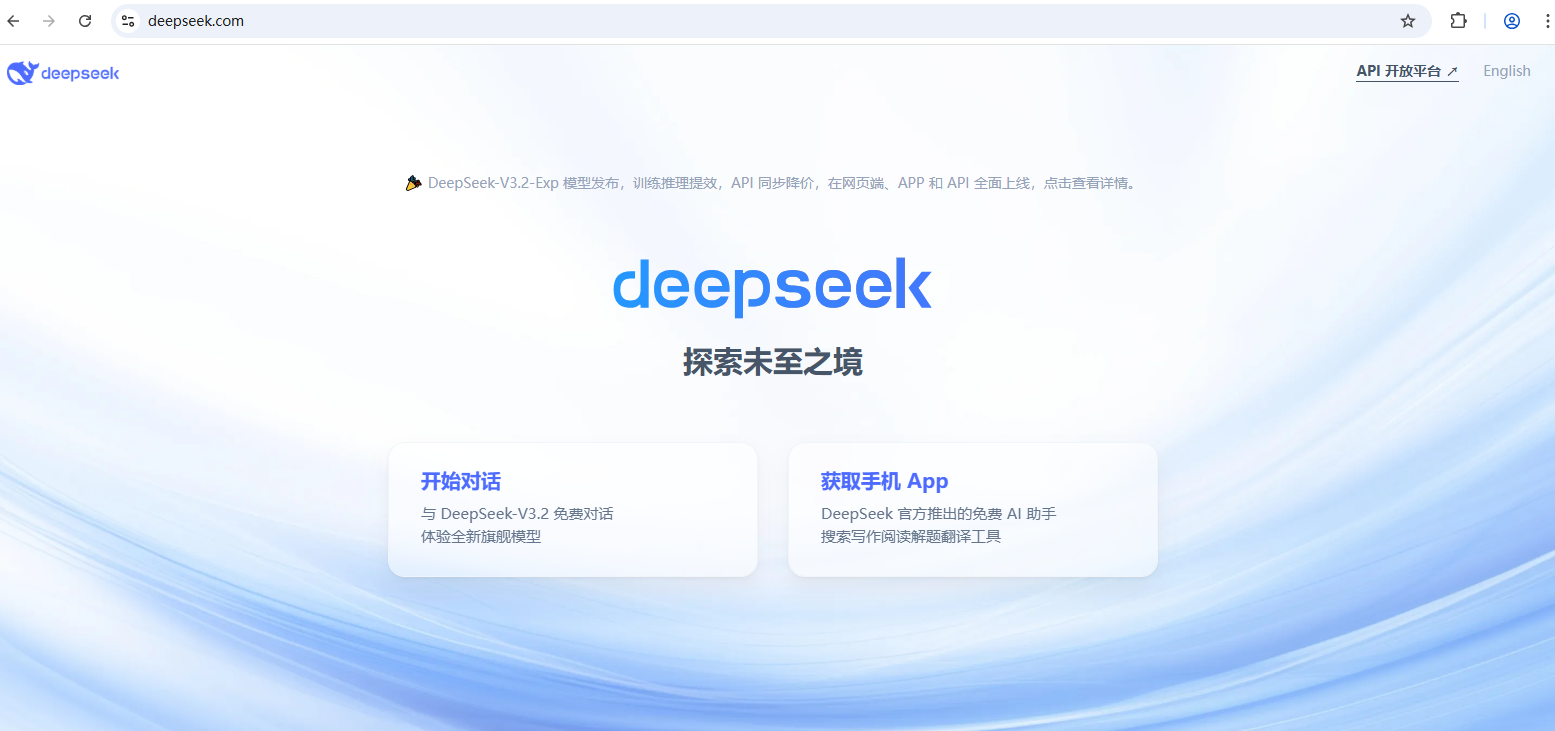 deepseek.com
deepseek
API 开放平台 ↗
English
🎉 DeepSeek-V3.2-Exp 模型发布，训练推理提效，API 同步降价，在网页端、APP 和 API 全面上线，点击查看详情。
deepseek
探索未至之境
开始对话
与 DeepSeek-V3.2 免费对话
体验全新旗舰模型
获取手机 App
DeepSeek 官方推出的免费 AI 助手
搜索写作阅读解题翻译工具